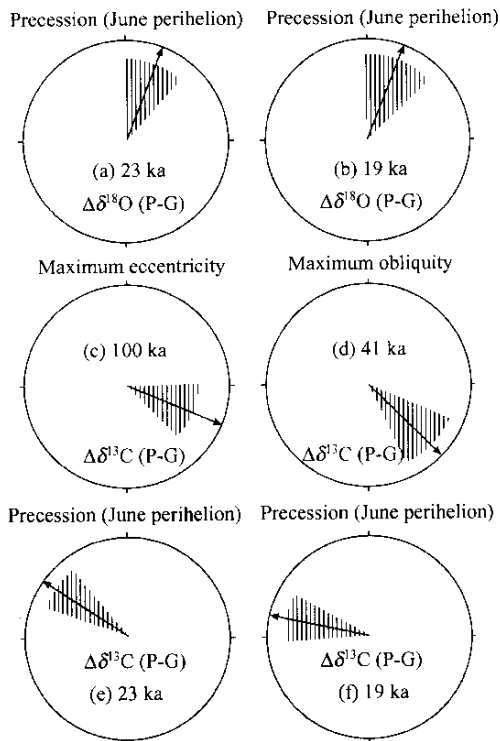 Precession (June perihelion)
Precession (June perihelion)
(a) 23 ka
Δδ¹⁸O (P-G)
(b) 19 ka
Δδ¹⁸O (P-G)
Maximum eccentricity
Maximum obliquity
(c) 100 ka
Δδ¹³C (P-G)
(d) 41 ka
Δδ¹³C (P-G)
Precession (June perihelion)
Precession (June perihelion)
Δδ¹³C (P-G)
(e) 23 ka
Δδ¹³C (P-G)
(f) 19 ka